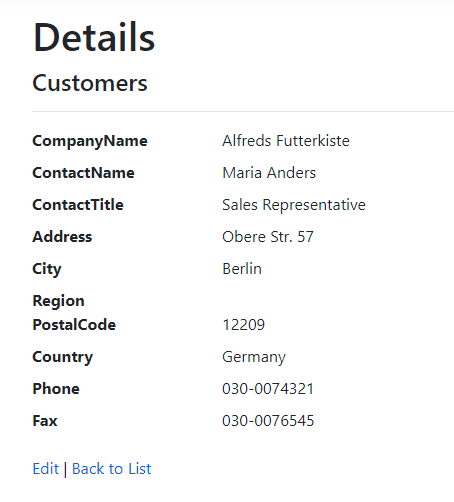 Details
Customers
CompanyName Alfreds Futterkiste
ContactName Maria Anders
ContactTitle Sales Representative
Address Obere Str. 57
City Berlin
Region
PostalCode 12209
Country Germany
Phone 030-0074321
Fax 030-0076545
Edit | Back to List